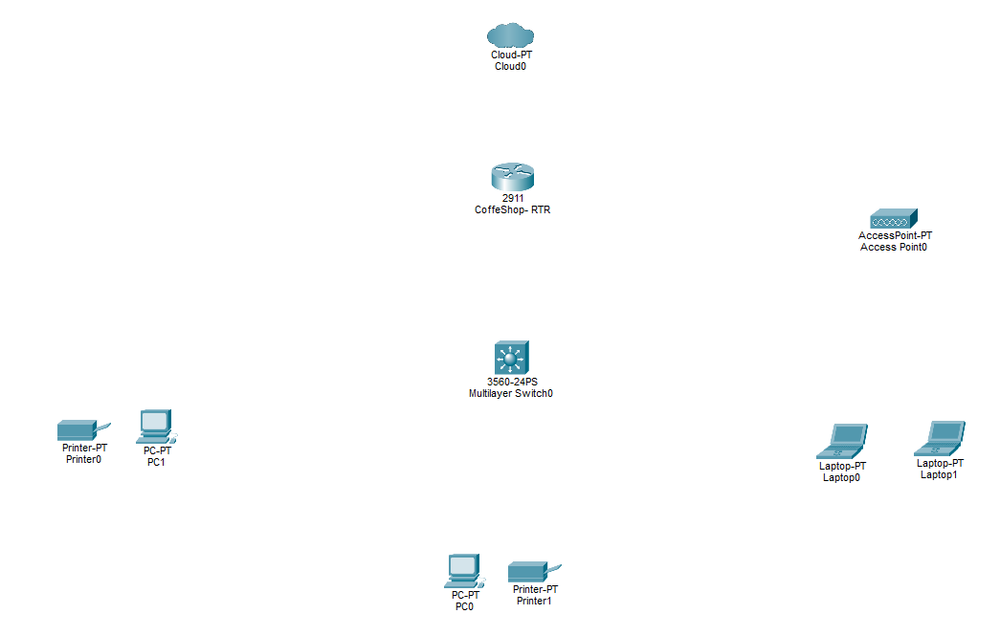 Cloud-PT
Cloud0
2911
CoffeShop- RTR
AccessPoint-PT
Access Point0
3560-24PS
Multilayer Switch0
Printer-PT
Printer0
PC-PT
PC1
Laptop-PT
Laptop0
Laptop-PT
Laptop1
PC-PT
PC0
Printer-PT
Printer1